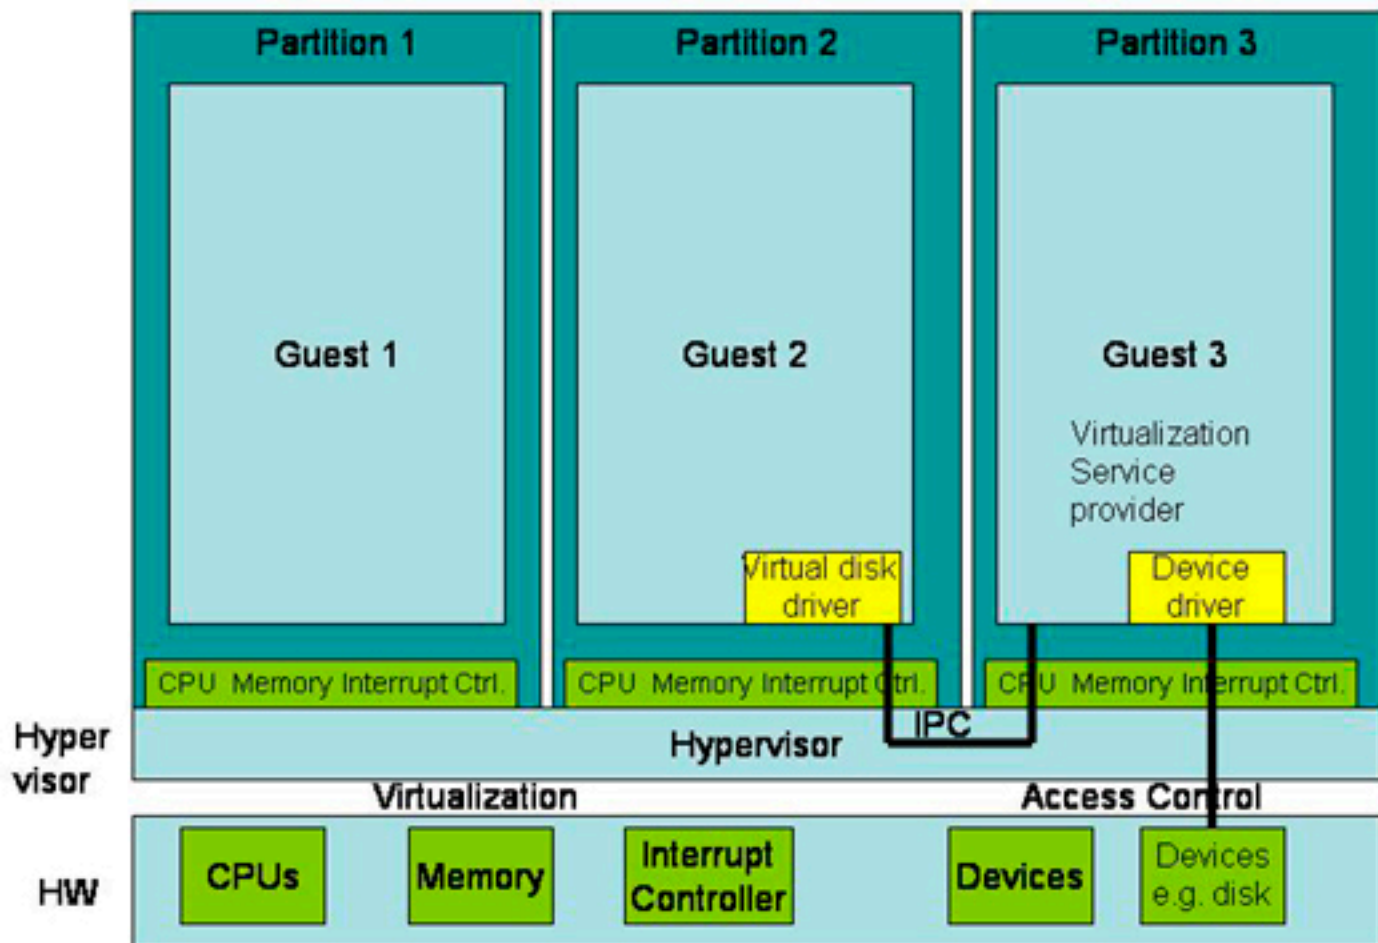 Partition 1
Partition 2
Partition 3
Guest 1
Guest 2
Guest 3
Virtualization
Service
provider
Virtual disk
driver
Device
driver
CPU Memory Interrupt Ctrl.
CPU Memory Interrupt Ctrl.
CPU Memory Interrupt Ctrl.
Hyper
visor
Hypervisor
IPC
Virtualization
Access Control
HW
CPUs
Memory
Interrupt
Controller
Devices
Devices
e.g. disk